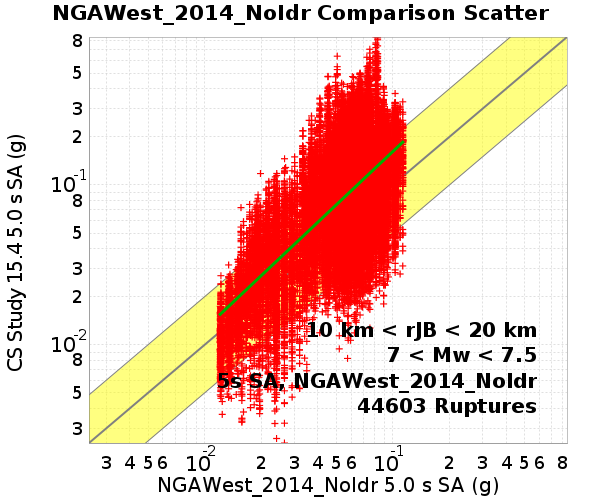 NGAWest_2014_NoIdr Comparison Scatter
CS Study 15.4 5.0 s SA (g)
8
5
3
2
10-1
8
5
3
2
10-2
8
5
3
10 km < rJB < 20 km
7 < Mw < 7.5
5s SA, NGAWest_2014_NoIdr
44603 Ruptures
3 4 5 6 10-2 2 3 4 5 6 10-1 2 3 4 5 6 8
NGAWest_2014_NoIdr 5.0 s SA (g)